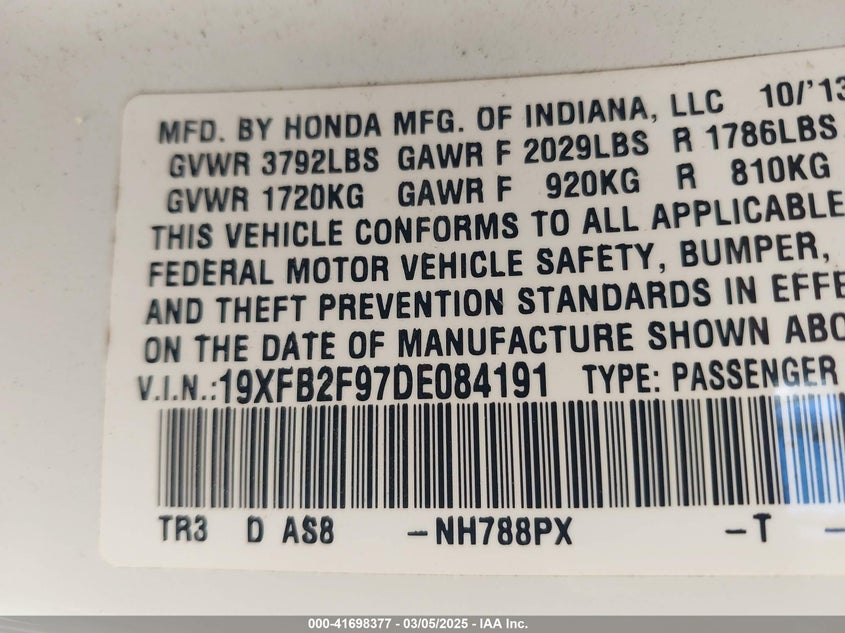 MFD. BY HONDA MFG. OF INDIANA, LLC 10/'13
GVWR 3792LBS GAWR F 2029LBS R 1786LBS
GVWR 1720KG GAWR F 920KG R 810KG
THIS VEHICLE CONFORMS TO ALL APPLICABLE
FEDERAL MOTOR VEHICLE SAFETY, BUMPER,
AND THEFT PREVENTION STANDARDS IN EFFE
ON THE DATE OF MANUFACTURE SHOWN ABO
V.I.N.:19XFB2F97DE084191 TYPE: PASSENGER
TR3 D AS8 -NH788PX -T -
000-41698377 - 03/05/2025 - IAA Inc.